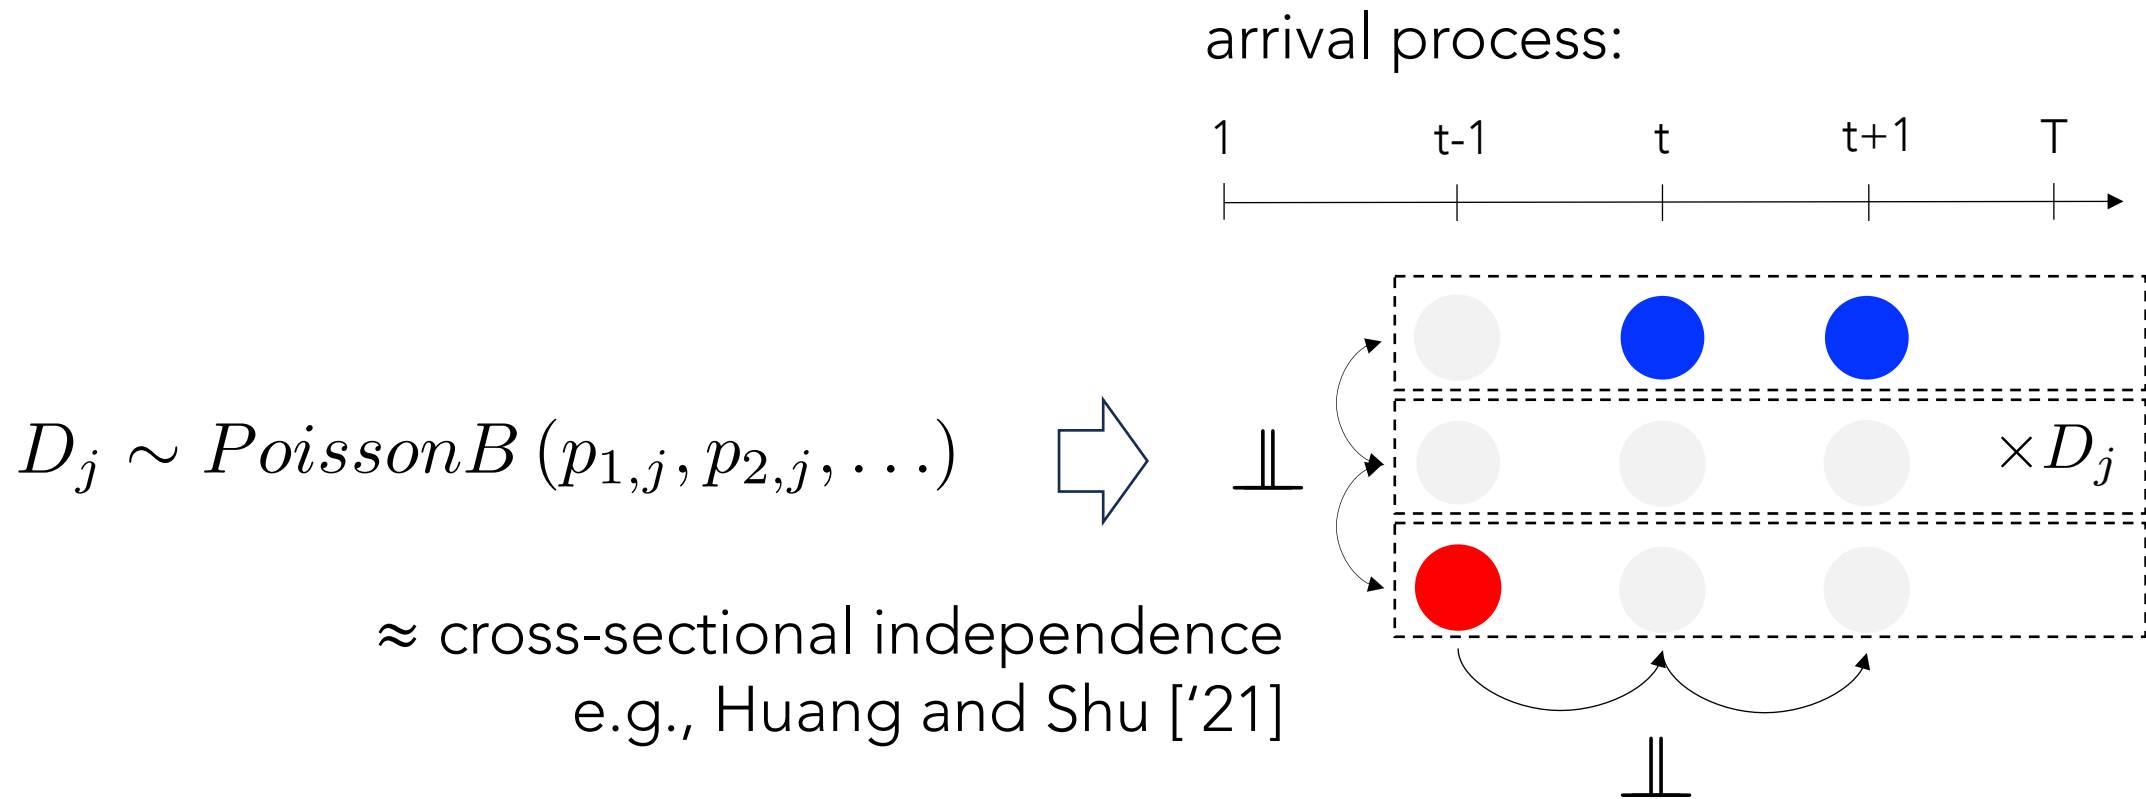 arrival process:
1 t-1 t t+1 T
D_j ∼ PoissonB (p_{1,j}, p_{2,j}, . . .) ⫫ ×D_j
≈ cross-sectional independence
e.g., Huang and Shu [‘21]
⫫